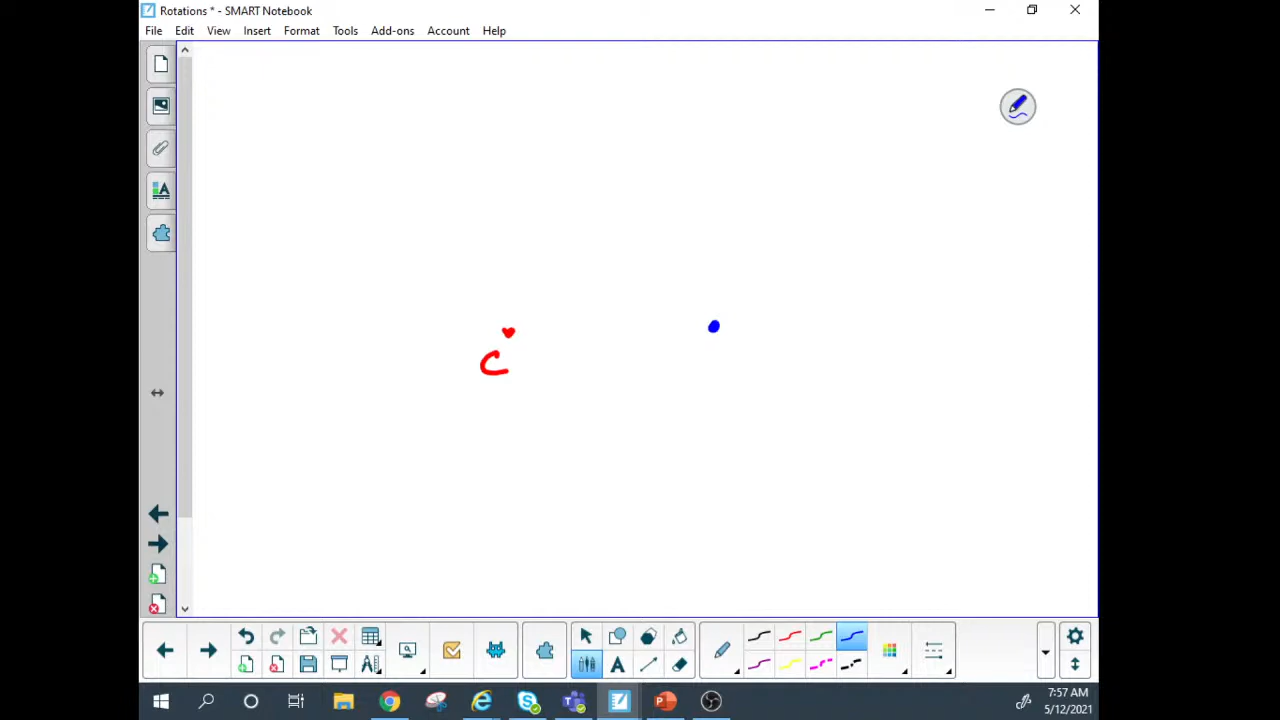 Rotations * - SMART Notebook
File Edit View Insert Format Tools Add-ons Account Help
C
7:57 AM
5/12/2021